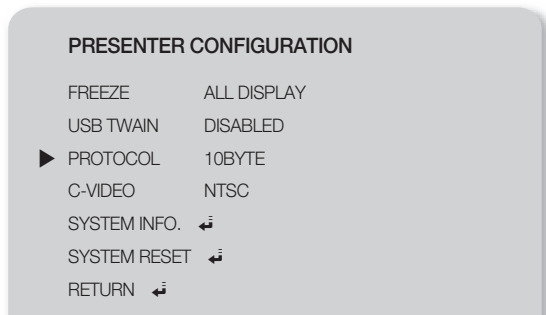 PRESENTER CONFIGURATION
FREEZE ALL DISPLAY
USB TWAIN DISABLED
PROTOCOL 10BYTE
C-VIDEO NTSC
SYSTEM INFO.
SYSTEM RESET
RETURN